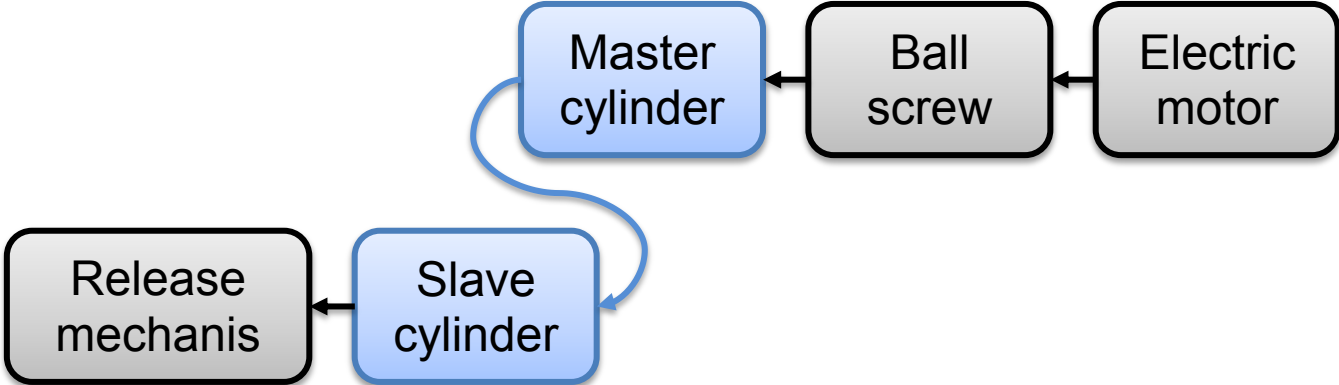 Master
cylinder
Ball
screw
Electric
motor
Release
mechanis
Slave
cylinder